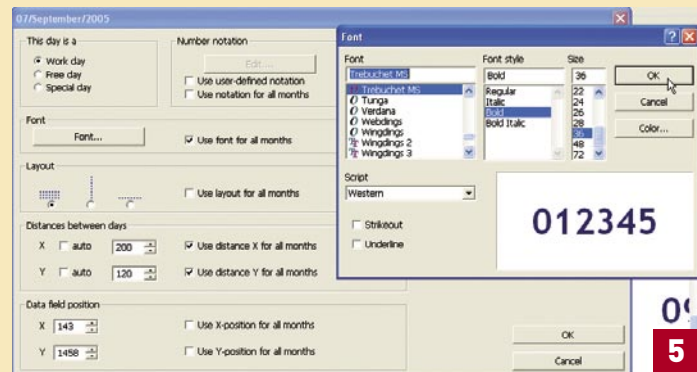 07/September/2005
This day is a
Work day
Free day
Special day
Number notation
Edit...
Use user-defined notation
Use notation for all months
Font
Font...
Use font for all months
Layout
Use layout for all months
Distances between days
X auto 200 Use distance X for all months
Y auto 120 Use distance Y for all months
Data field position
X 143 Use X-position for all months
Y 1458 Use Y-position for all months
OK
Cancel
Font
Font
Trebuchet MS
Trebuchet MS
Tunga
Verdana
Webdings
Wingdings
Wingdings 2
Wingdings 3
Font style
Bold
Regular
Italic
Bold
Bold Italic
Size
36
22
24
26
28
36
48
72
OK
Cancel
Color...
Script
Western
Strikeout
Underline
012345
5